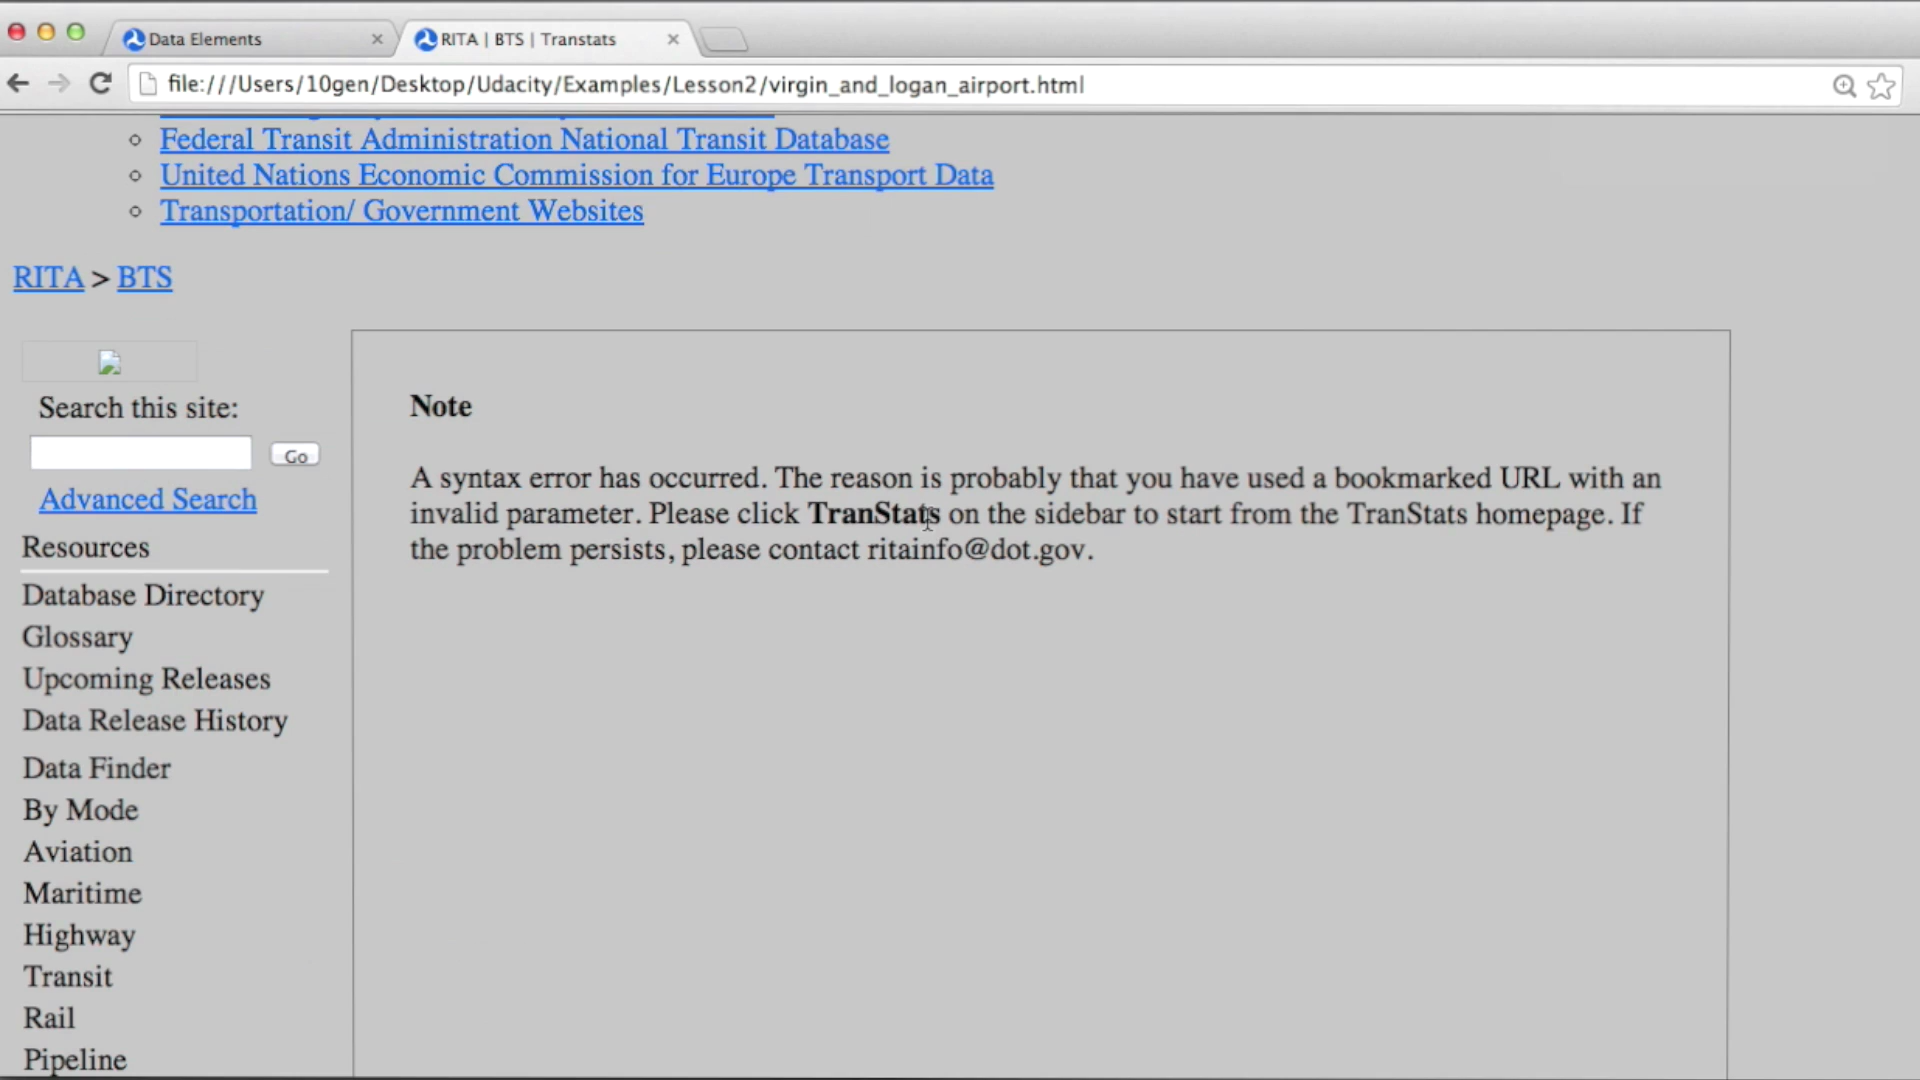 Data Elements
RITA | BTS | Transtats
file:///Users/10gen/Desktop/Udacity/Examples/Lesson2/virgin_and_logan_airport.html
Federal Transit Administration National Transit Database
United Nations Economic Commission for Europe Transport Data
Transportation/ Government Websites
RITA > BTS
Search this site:
Go
Advanced Search
Resources
Database Directory
Glossary
Upcoming Releases
Data Release History
Data Finder
By Mode
Aviation
Maritime
Highway
Transit
Rail
Pipeline
Note
A syntax error has occurred. The reason is probably that you have used a bookmarked URL with an
invalid parameter. Please click TranStats on the sidebar to start from the TranStats homepage. If
the problem persists, please contact ritainfo@dot.gov.